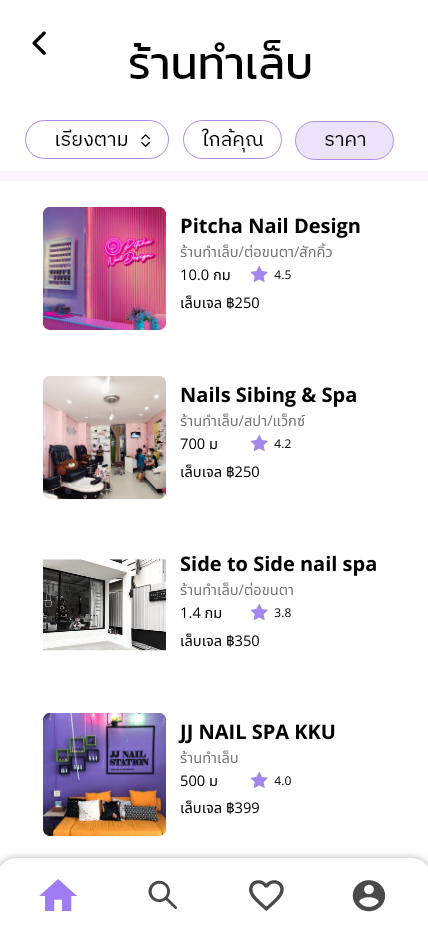 ร้านทำเล็บ
เรียงตาม
ใกล้คุณ
ราคา
Pitcha Nail Design
ร้านทำเล็บ/ต่อขนตา/สักคิ้ว
10.0 กม 4.5
เล็บเจล ฿250
Pitcha
Nail Design
Nails Sibing & Spa
ร้านทำเล็บ/สปา/แว็กซ์
700 ม 4.2
เล็บเจล ฿250
Side to Side nail spa
ร้านทำเล็บ/ต่อขนตา
1.4 กม 3.8
เล็บเจล ฿350
JJ NAIL SPA KKU
ร้านทำเล็บ
500 ม 4.0
เล็บเจล ฿399
JJ NAIL
STATION